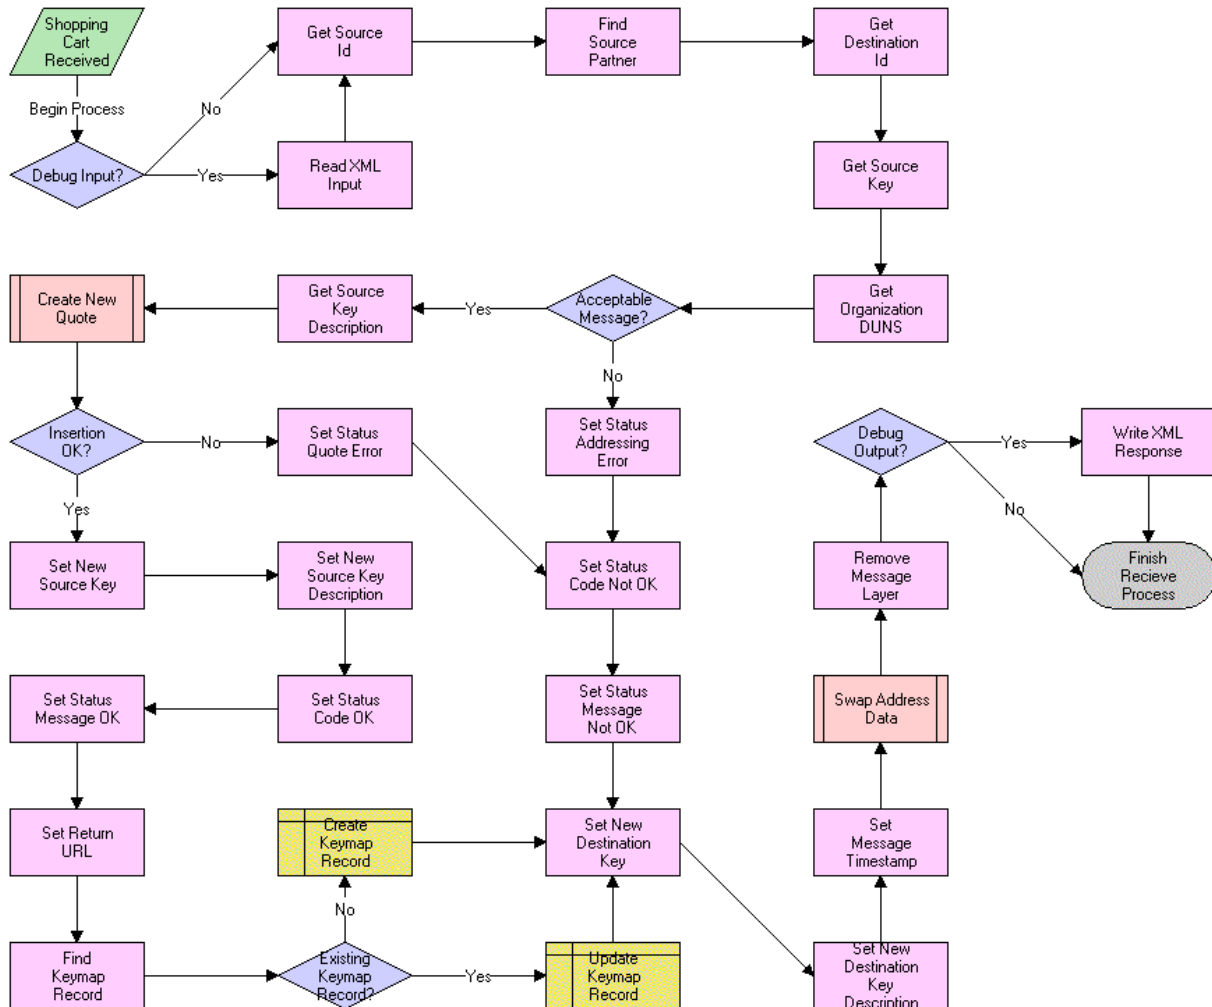 Shopping
Cart
Received
Get Source
Id
Find
Source
Partner
Get
Destination
Id
Begin Process
No
Debug Input?
Yes
Read XML
Input
Get Source
Key
Create New
Quote
Get Source
Key
Description
Yes
Acceptable
Message?
Get
Organization
DUNS
No
Insertion
OK?
No
Set Status
Quote Error
Set Status
Addressing
Error
Debug
Output?
Yes
Write XML
Response
Yes
No
Set New
Source Key
Set New
Source Key
Description
Set Status
Code Not OK
Remove
Message
Layer
Finish
Recieve
Process
Set Status
Message OK
Set Status
Code OK
Set Status
Message
Not OK
Swap Address
Data
Set Return
URL
Create
Keymap
Record
Set New
Destination
Key
Set
Message
Timestamp
No
Find
Keymap
Record
Existing
Keymap
Record?
Yes
Update
Keymap
Record
Set New
Destination
Key
Description